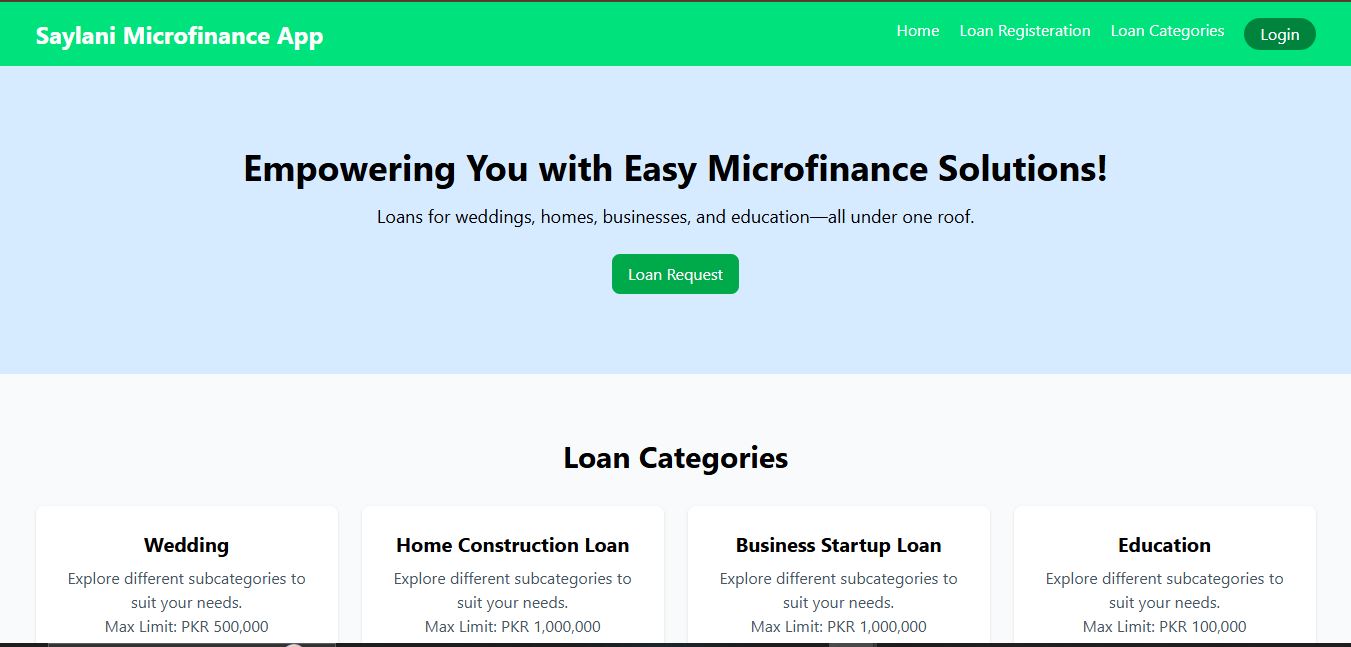 Saylani Microfinance App
Home
Loan Registeration
Loan Categories
Login
Empowering You with Easy Microfinance Solutions!
Loans for weddings, homes, businesses, and education—all under one roof.
Loan Request
Loan Categories
Wedding
Explore different subcategories to
suit your needs.
Max Limit: PKR 500,000
Home Construction Loan
Explore different subcategories to
suit your needs.
Max Limit: PKR 1,000,000
Business Startup Loan
Explore different subcategories to
suit your needs.
Max Limit: PKR 1,000,000
Education
Explore different subcategories to
suit your needs.
Max Limit: PKR 100,000